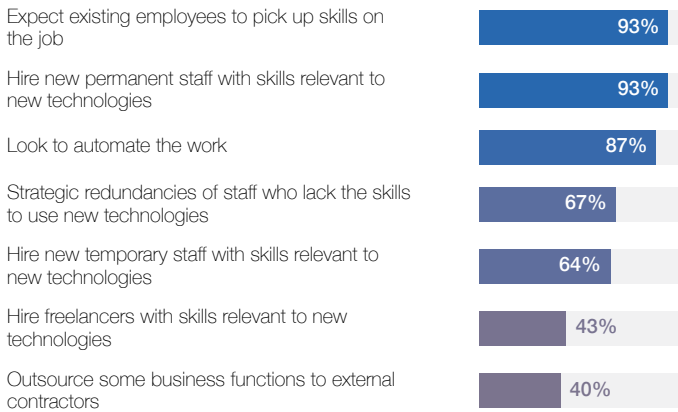 Expect existing employees to pick up skills on
the job
93%
Hire new permanent staff with skills relevant to
new technologies
93%
Look to automate the work
87%
Strategic redundancies of staff who lack the skills
to use new technologies
67%
Hire new temporary staff with skills relevant to
new technologies
64%
Hire freelancers with skills relevant to new
technologies
43%
Outsource some business functions to external
contractors
40%